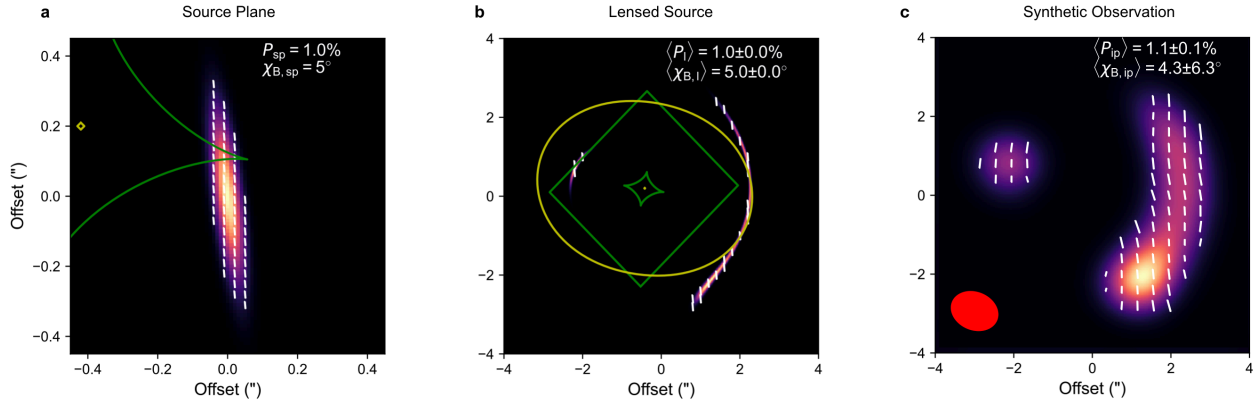 a Source Plane
P_sp = 1.0%
χ_B, sp = 5°
0.4
0.2
0.0
−0.2
−0.4
Offset (")
−0.4 −0.2 0.0 0.2 0.4
Offset (")
b Lensed Source
⟨P_l⟩ = 1.0±0.0%
⟨χ_B, l⟩ = 5.0±0.0°
4
2
0
−2
−4
−4 −2 0 2 4
Offset (")
c Synthetic Observation
⟨P_ip⟩ = 1.1±0.1%
⟨χ_B, ip⟩ = 4.3±6.3°
4
2
0
−2
−4
−4 −2 0 2 4
Offset (")